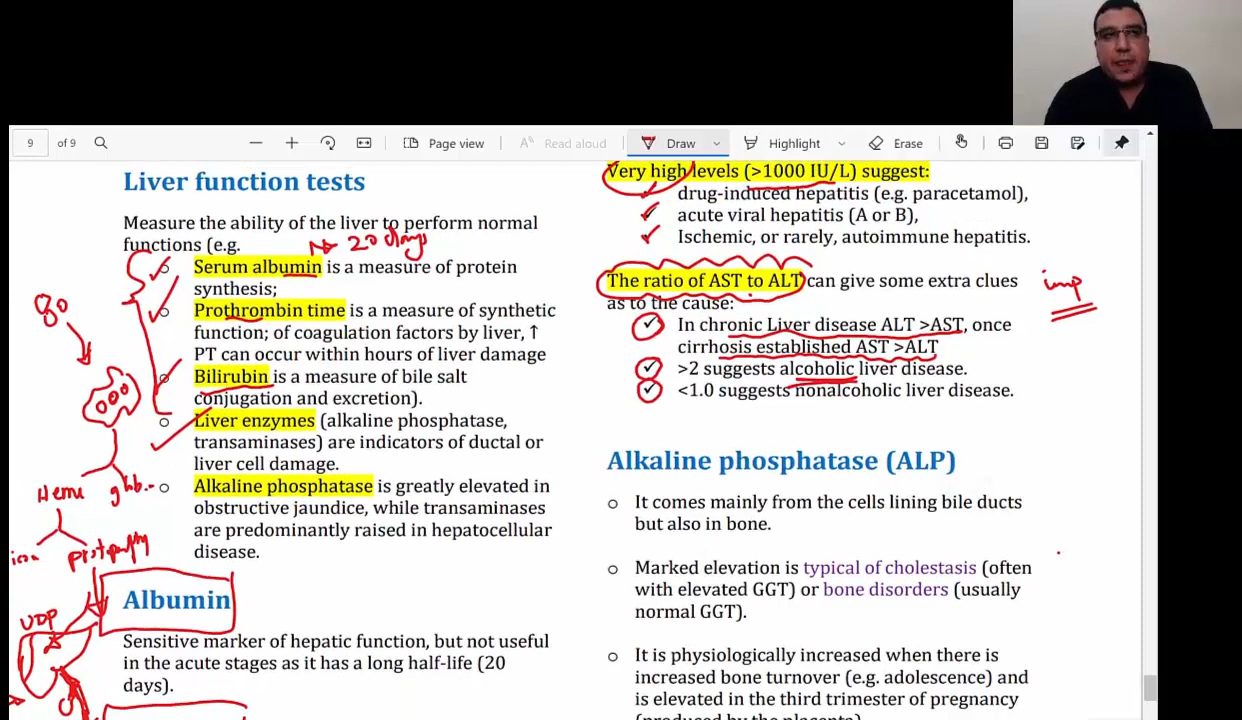 9 of 9 Page view Read aloud Draw Highlight Erase
Liver function tests
Measure the ability of the liver to perform normal
functions (e.g.
20 days
Serum albumin is a measure of protein
synthesis;
Prothrombin time is a measure of synthetic
function; of coagulation factors by liver, ↑
PT can occur within hours of liver damage
Bilirubin is a measure of bile salt
conjugation and excretion).
Liver enzymes (alkaline phosphatase,
transaminases) are indicators of ductal or
liver cell damage.
Alkaline phosphatase is greatly elevated in
obstructive jaundice, while transaminases
are predominantly raised in hepatocellular
disease.
Heme
UDP
Albumin
Sensitive marker of hepatic function, but not useful
in the acute stages as it has a long half-life (20
days).
Very high levels (>1000 IU/L) suggest:
drug-induced hepatitis (e.g. paracetamol),
acute viral hepatitis (A or B),
Ischemic, or rarely, autoimmune hepatitis.
The ratio of AST to ALT can give some extra clues
as to the cause:
imp
In chronic Liver disease ALT >AST, once
cirrhosis established AST >ALT
>2 suggests alcoholic liver disease.
<1.0 suggests nonalcoholic liver disease.
Alkaline phosphatase (ALP)
It comes mainly from the cells lining bile ducts
but also in bone.
Marked elevation is typical of cholestasis (often
with elevated GGT) or bone disorders (usually
normal GGT).
It is physiologically increased when there is
increased bone turnover (e.g. adolescence) and
is elevated in the third trimester of pregnancy
(produced by the placenta)